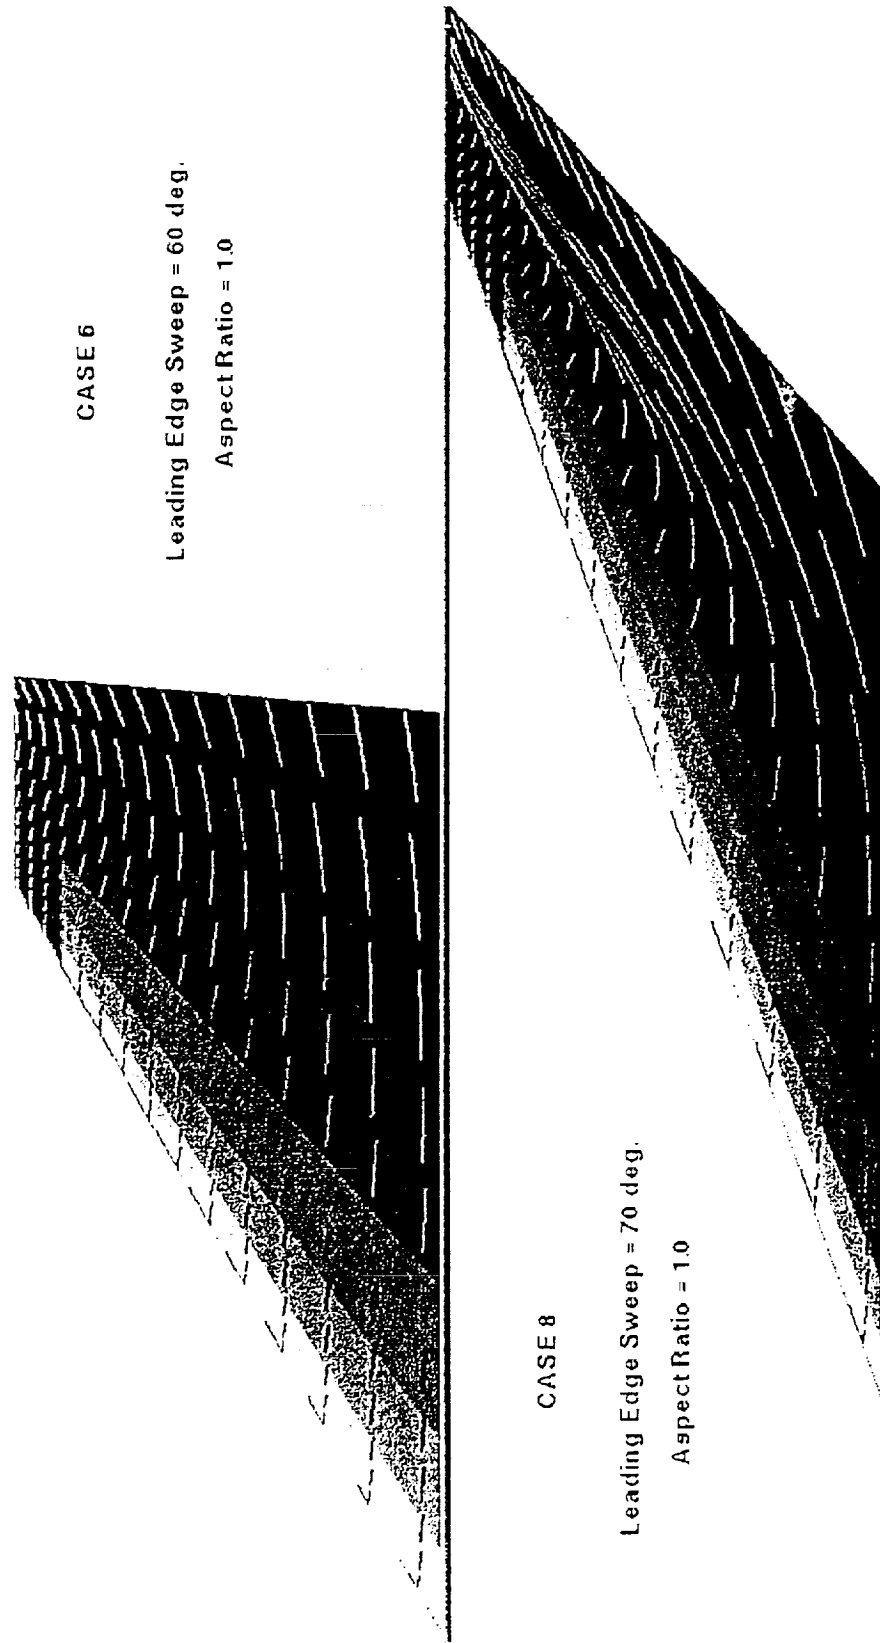 CASE 6
Leading Edge Sweep = 60 deg.
Aspect Ratio = 1.0
CASE 8
Leading Edge Sweep = 70 deg.
Aspect Ratio = 1.0